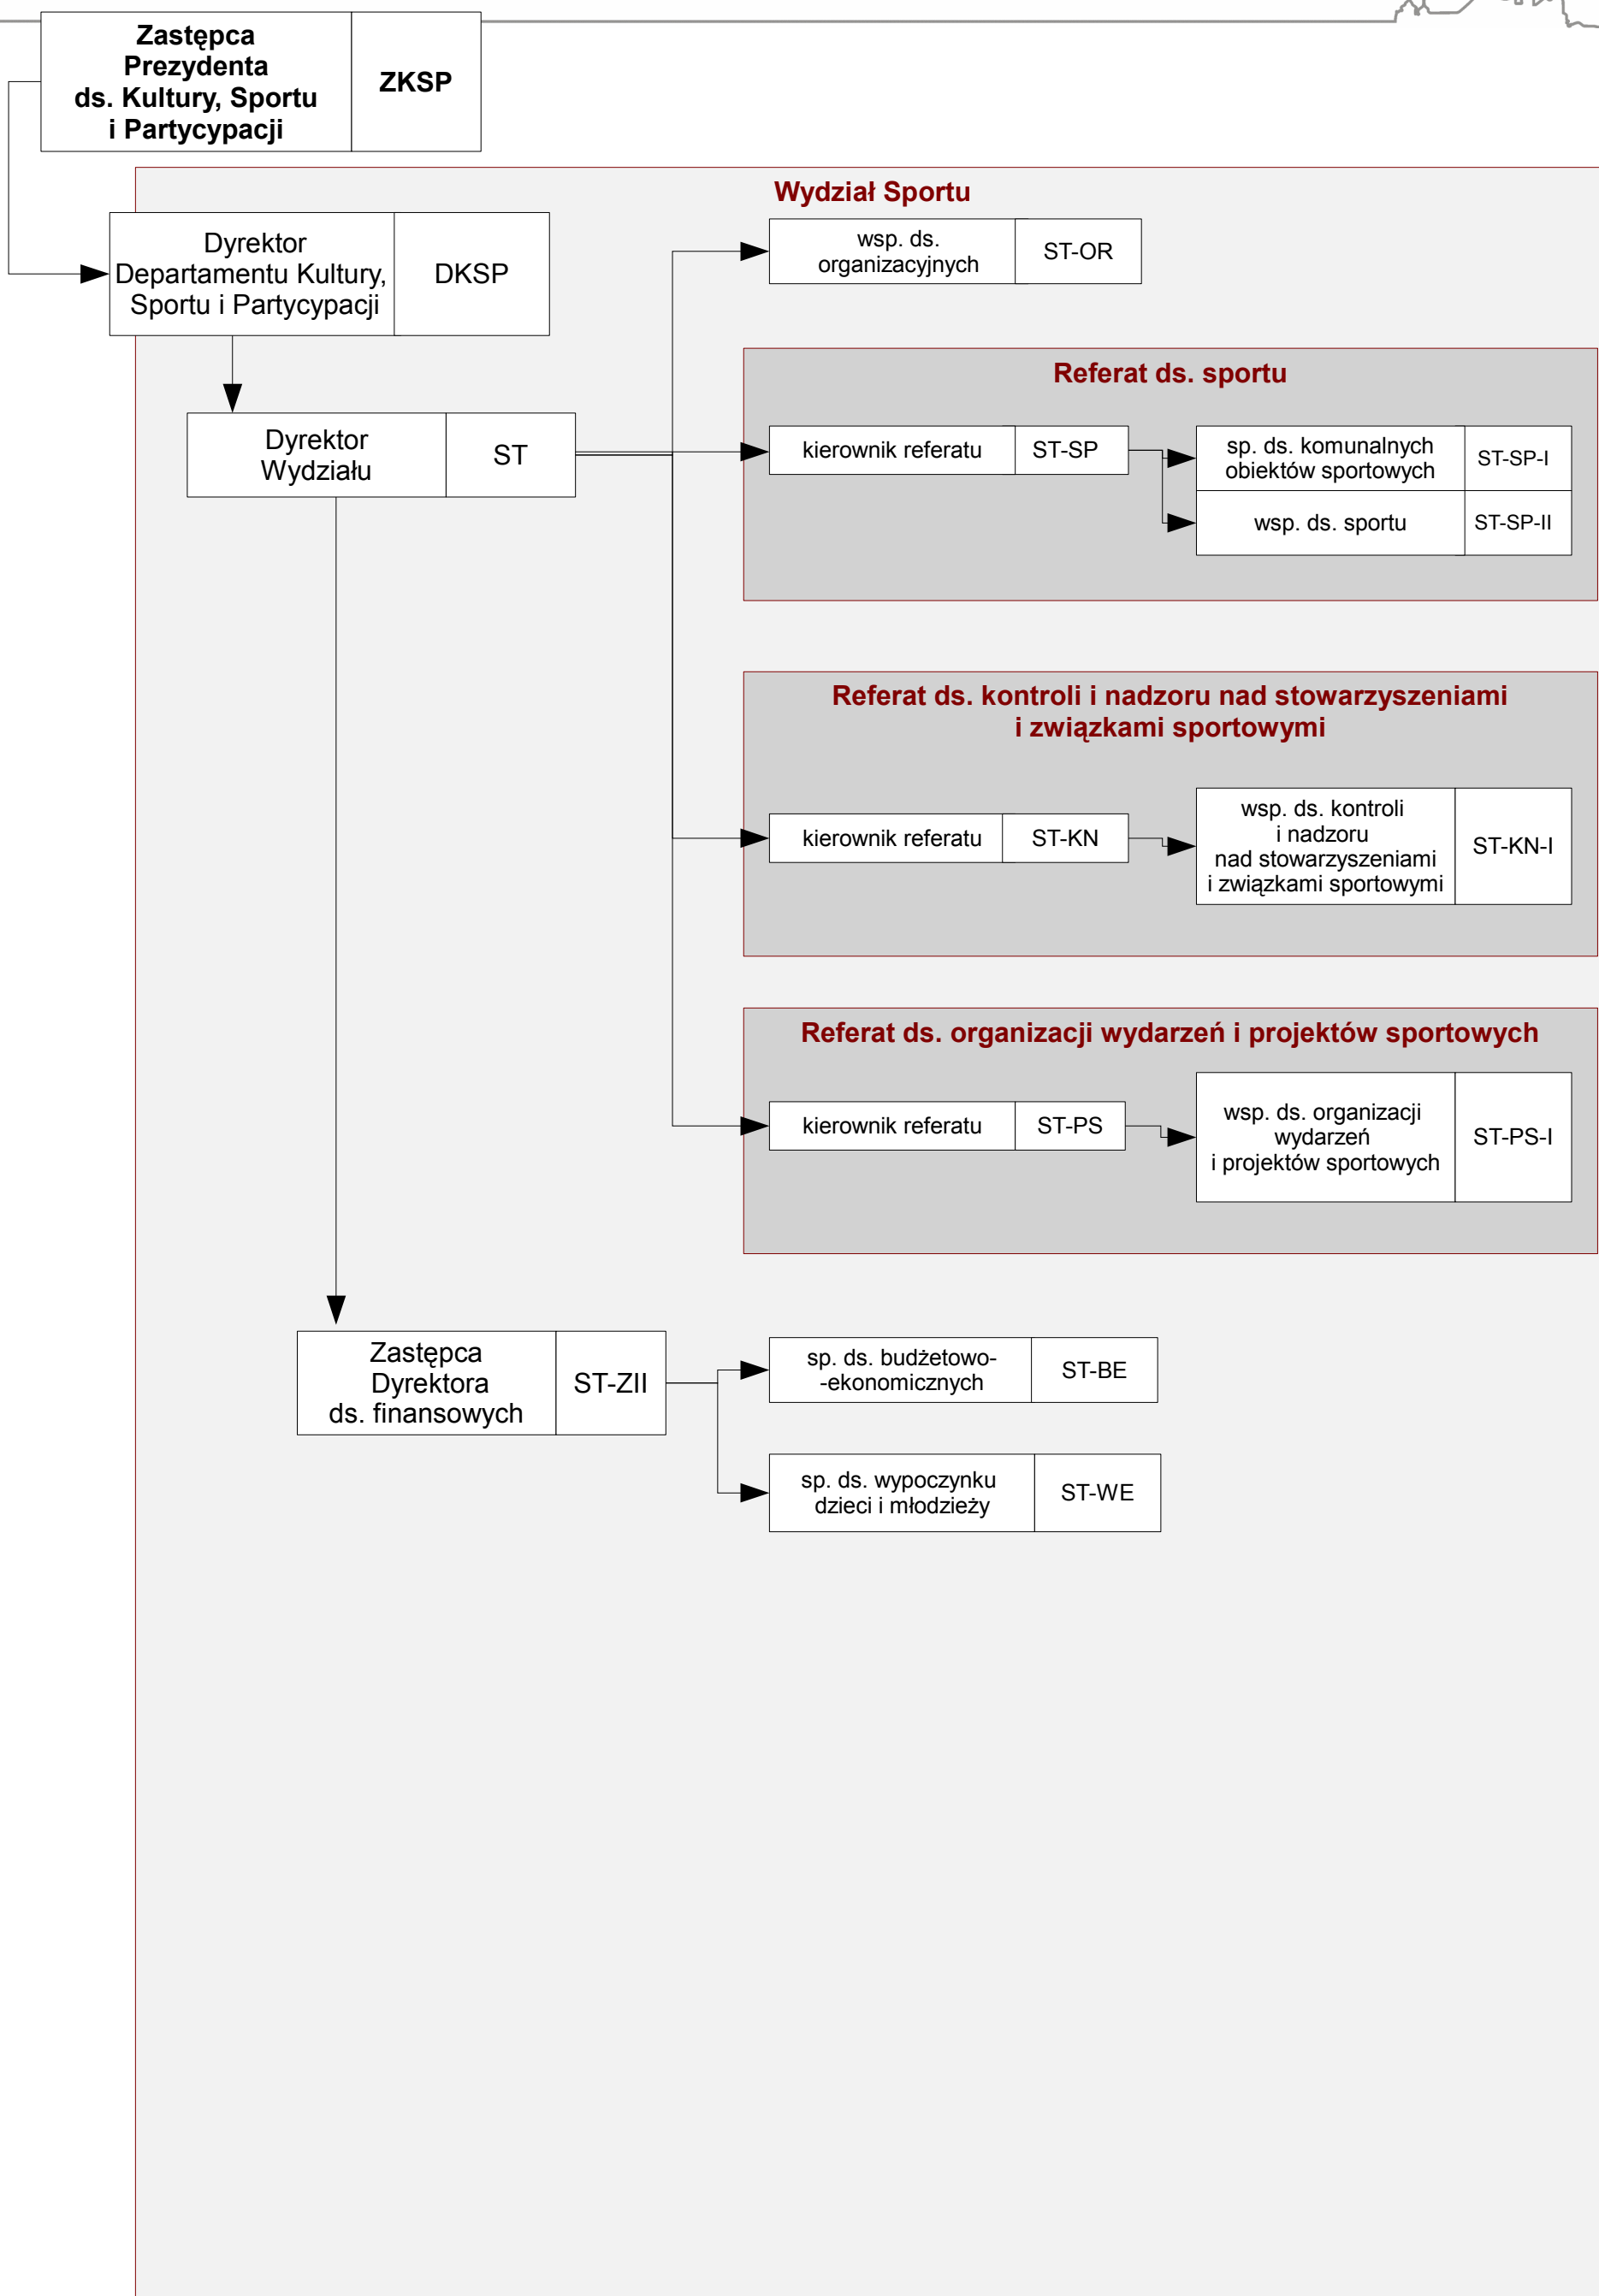 Zastępca
Prezydenta
ds. Kultury, Sportu
i Partycypacji
ZKSP
Wydział Sportu
Dyrektor
Departamentu Kultury,
Sportu i Partycypacji
DKSP
wsp. ds.
organizacyjnych
ST-OR
Referat ds. sportu
Dyrektor
Wydziału
ST
kierownik referatu
ST-SP
sp. ds. komunalnych
obiektów sportowych
ST-SP-I
wsp. ds. sportu
ST-SP-II
Referat ds. kontroli i nadzoru nad stowarzyszeniami
i związkami sportowymi
kierownik referatu
ST-KN
wsp. ds. kontroli
i nadzoru
nad stowarzyszeniami
i związkami sportowymi
ST-KN-I
Referat ds. organizacji wydarzeń i projektów sportowych
kierownik referatu
ST-PS
wsp. ds. organizacji
wydarzeń
i projektów sportowych
ST-PS-I
Zastępca
Dyrektora
ds. finansowych
ST-ZII
sp. ds. budżetowo-
-ekonomicznych
ST-BE
sp. ds. wypoczynku
dzieci i młodzieży
ST-WE